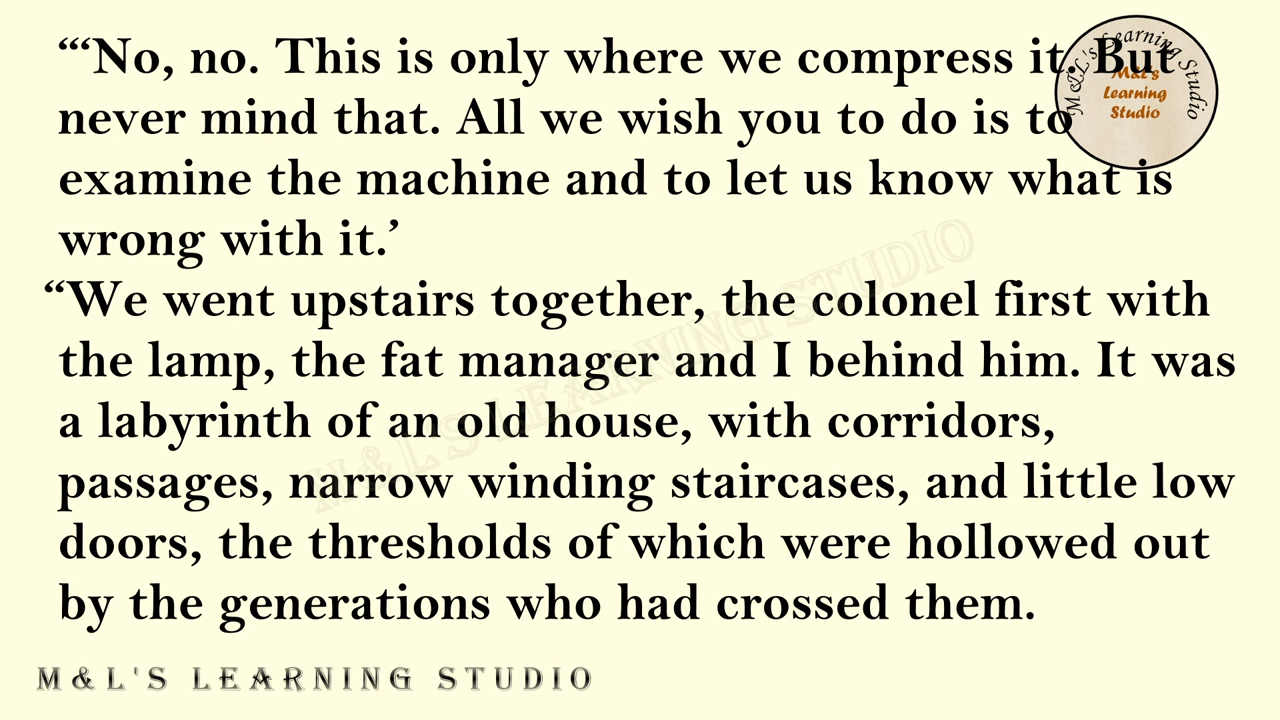 “‘No, no. This is only where we compress it. But
never mind that. All we wish you to do is to
examine the machine and to let us know what is
wrong with it.’
“We went upstairs together, the colonel first with
the lamp, the fat manager and I behind him. It was
a labyrinth of an old house, with corridors,
passages, narrow winding staircases, and little low
doors, the thresholds of which were hollowed out
by the generations who had crossed them.
M&L's Learning Studio
M&L's
Learning
Studio
M&L'S LEARNING STUDIO
M&L'S LEARNING STUDIO